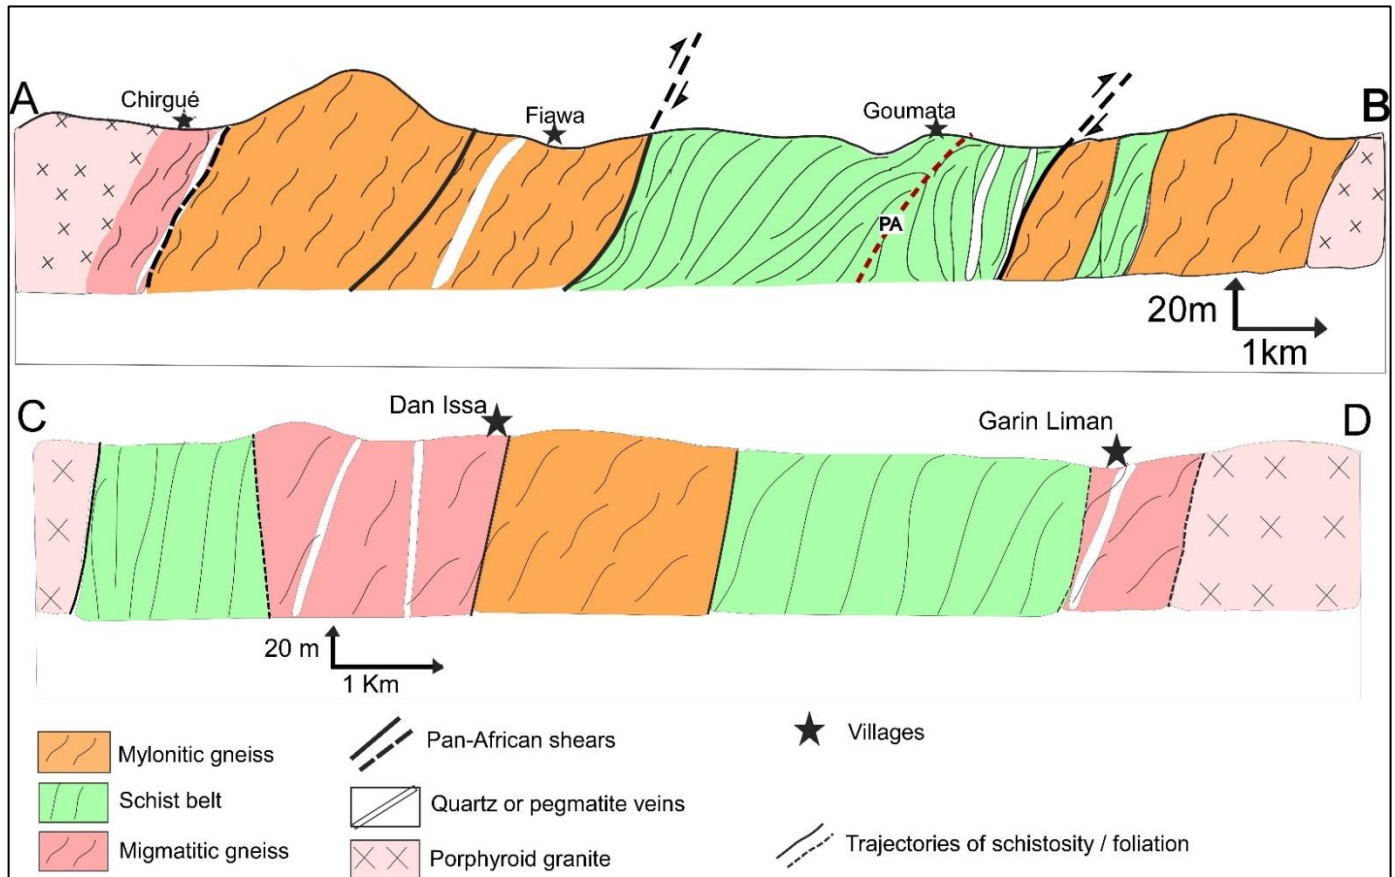 A
Chirgué
Fiawa
Goumata
B
PA
20m
1km
C
Dan Issa
Garin Liman
D
20 m
1 Km
Mylonitic gneiss
Schist belt
Migmatitic gneiss
Pan-African shears
Quartz or pegmatite veins
Porphyroid granite
Villages
Trajectories of schistosity / foliation